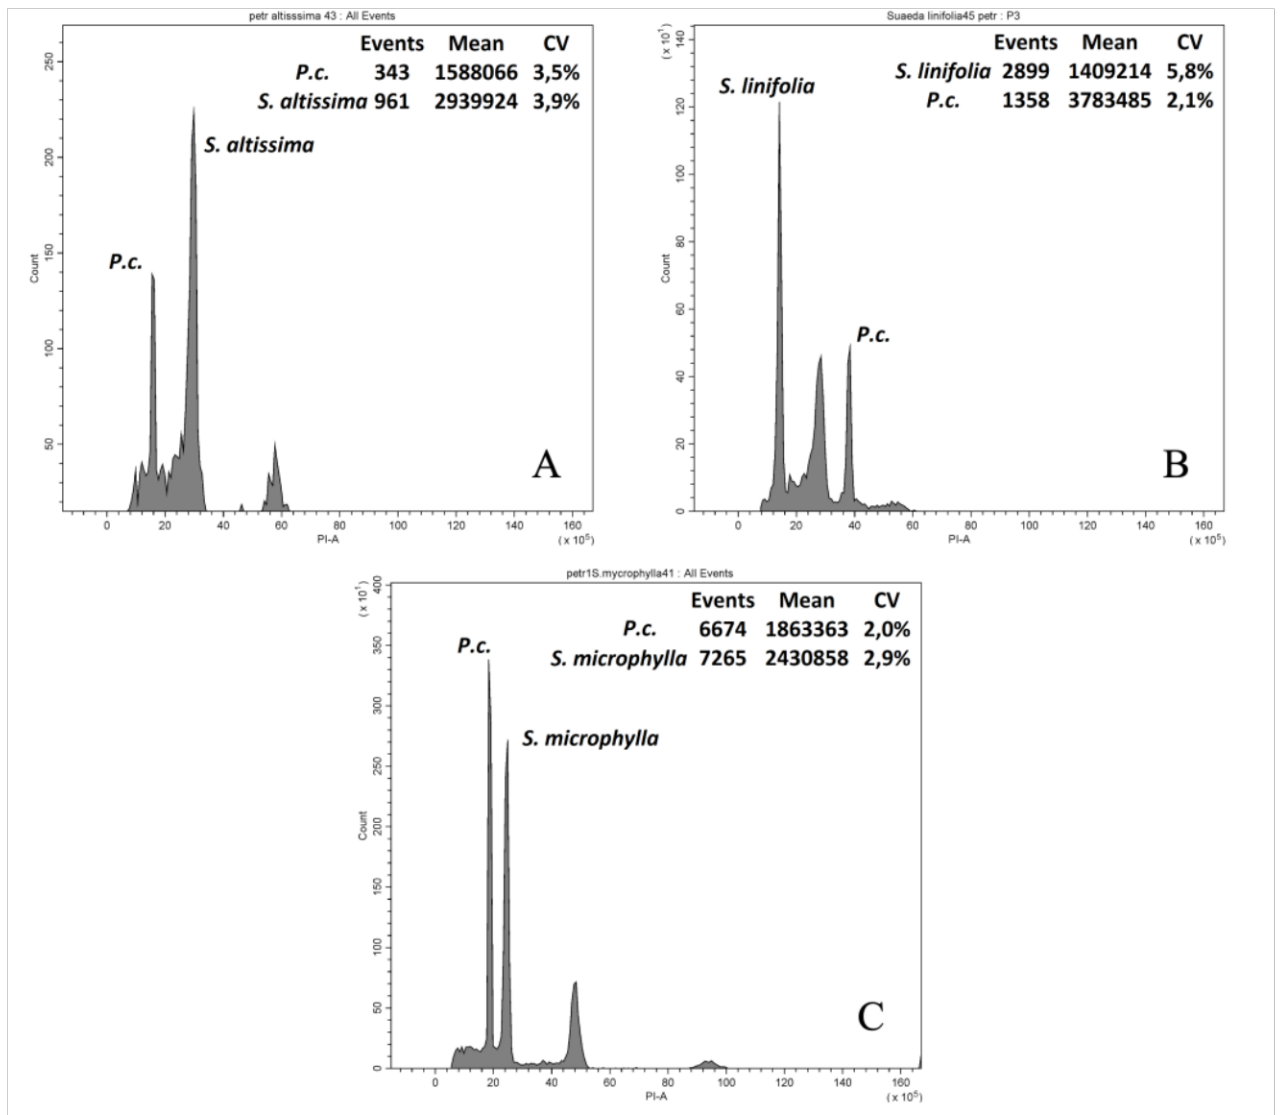 petr altisssima 43 : All Events
Events Mean CV
P.c. 343 1588066 3,5%
S. altissima 961 2939924 3,9%
S. altissima
P.c.
Count
250
200
150
100
50
A
0 20 40 60 80 100 120 140 160
PI-A
(x 10⁵)
Suaeda linifolia45 petr : P3
(x 10¹)
Events Mean CV
S. linifolia 2899 1409214 5,8%
P.c. 1358 3783485 2,1%
S. linifolia
P.c.
Count
140
120
100
80
60
40
20
0
B
0 20 40 60 80 100 120 140 160
PI-A
(x 10⁵)
petr1S.mycrophylla41 : All Events
(x 10¹)
Events Mean CV
P.c. 6674 1863363 2,0%
S. microphylla 7265 2430858 2,9%
P.c.
S. microphylla
Count
400
350
300
250
200
150
100
50
0
C
0 20 40 60 80 100 120 140 160
PI-A
(x 10⁵)